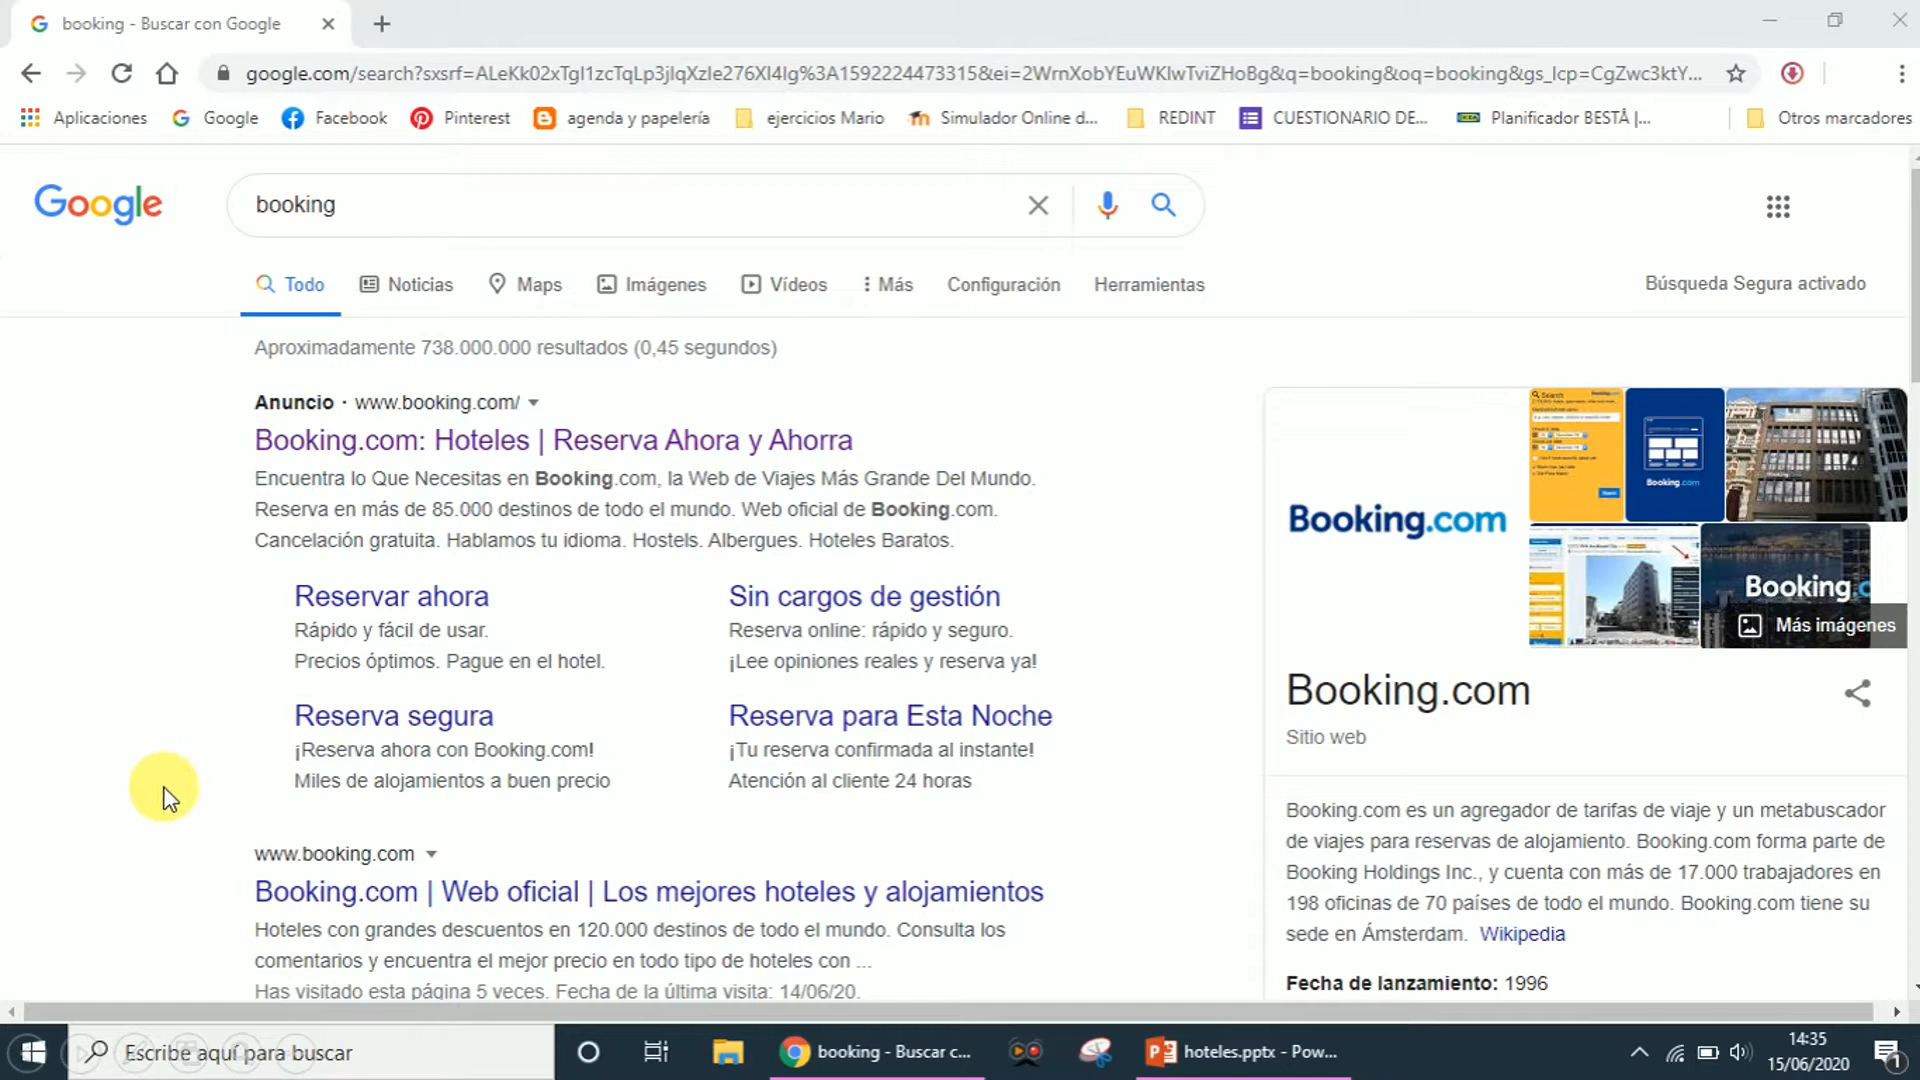 booking - Buscar con Google
google.com/search?sxsrf=ALeKk02xTgI1zcTqLp3jIqXzIe276XI4Ig%3A1592224473315&ei=2WrnXobYEuWKlwTviZHoBg&q=booking&oq=booking&gs_lcp=CgZwc3ktY...
Aplicaciones Google Facebook Pinterest agenda y papelería ejercicios Mario Simulador Online d... REDINT CUESTIONARIO DE... Planificador BESTÅ |... Otros marcadores
Google booking
Todo Noticias Maps Imágenes Vídeos Más Configuración Herramientas Búsqueda Segura activado
Aproximadamente 738.000.000 resultados (0,45 segundos)
Anuncio · www.booking.com/
Booking.com: Hoteles | Reserva Ahora y Ahorra
Encuentra lo Que Necesitas en Booking.com, la Web de Viajes Más Grande Del Mundo.
Reserva en más de 85.000 destinos de todo el mundo. Web oficial de Booking.com.
Cancelación gratuita. Hablamos tu idioma. Hostels. Albergues. Hoteles Baratos.
Reservar ahora
Rápido y fácil de usar.
Precios óptimos. Pague en el hotel.
Sin cargos de gestión
Reserva online: rápido y seguro.
¡Lee opiniones reales y reserva ya!
Reserva segura
¡Reserva ahora con Booking.com!
Miles de alojamientos a buen precio
Reserva para Esta Noche
¡Tu reserva confirmada al instante!
Atención al cliente 24 horas
www.booking.com
Booking.com | Web oficial | Los mejores hoteles y alojamientos
Hoteles con grandes descuentos en 120.000 destinos de todo el mundo. Consulta los
comentarios y encuentra el mejor precio en todo tipo de hoteles con ...
Has visitado esta página 5 veces. Fecha de la última visita: 14/06/20.
Booking.com
Search
Booking.com
Booking.c
Más imágenes
Booking.com
Sitio web
Booking.com es un agregador de tarifas de viaje y un metabuscador
de viajes para reservas de alojamiento. Booking.com forma parte de
Booking Holdings Inc., y cuenta con más de 17.000 trabajadores en
198 oficinas de 70 países de todo el mundo. Booking.com tiene su
sede en Ámsterdam. Wikipedia
Fecha de lanzamiento: 1996
Escribe aquí para buscar
booking - Buscar c...
hoteles.pptx - Pow...
14:35
15/06/2020
1